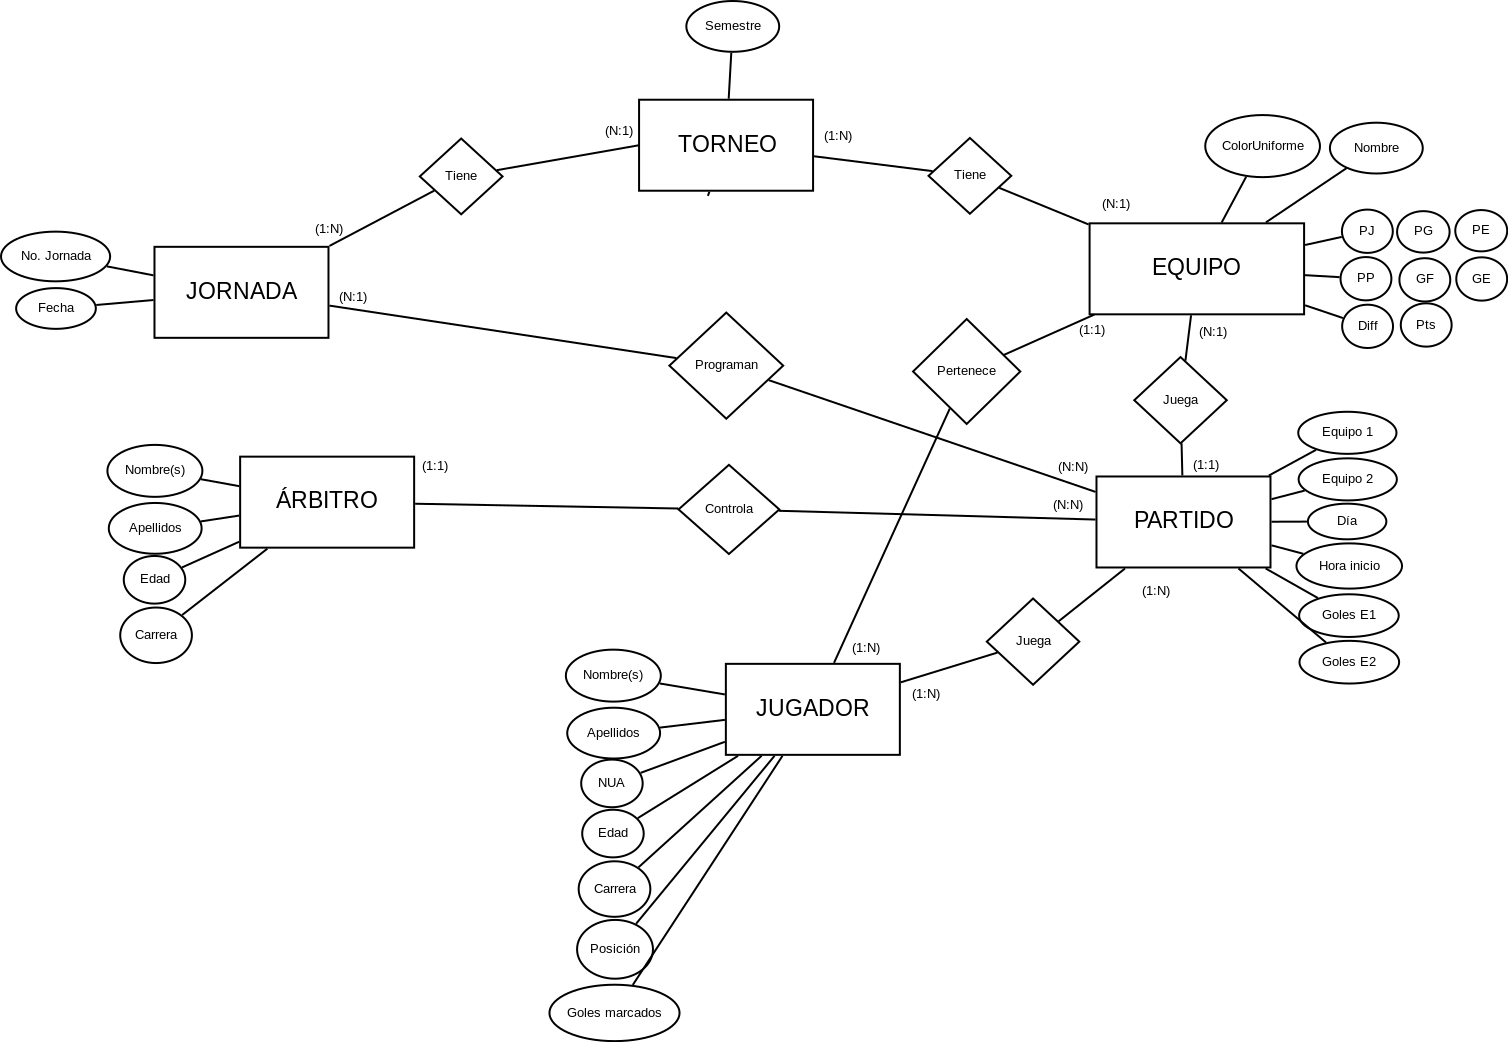 Semestre
TORNEO
(N:1)
(1:N)
Tiene
Tiene
ColorUniforme
Nombre
(N:1)
(1:N)
No. Jornada
Fecha
JORNADA
(N:1)
EQUIPO
PJ
PG
PE
PP
GF
GE
Diff
Pts
(1:1)
(N:1)
Programan
Pertenece
Juega
Nombre(s)
Apellidos
Edad
Carrera
ÁRBITRO
(1:1)
Controla
(N:N)
(N:N)
(1:1)
PARTIDO
Equipo 1
Equipo 2
Día
Hora inicio
Goles E1
Goles E2
(1:N)
Juega
(1:N)
(1:N)
JUGADOR
Nombre(s)
Apellidos
NUA
Edad
Carrera
Posición
Goles marcados